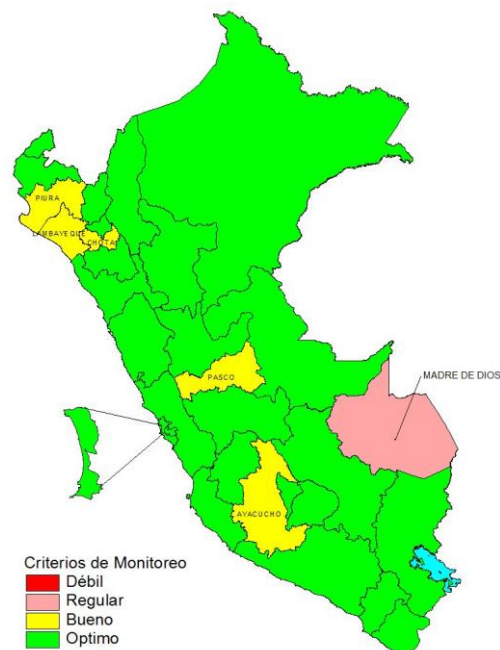 PIURA
LAMBAYEQUE
CHOTA
PASCO
MADRE DE DIOS
AYACUCHO
Criterios de Monitoreo
Débil
Regular
Bueno
Optimo